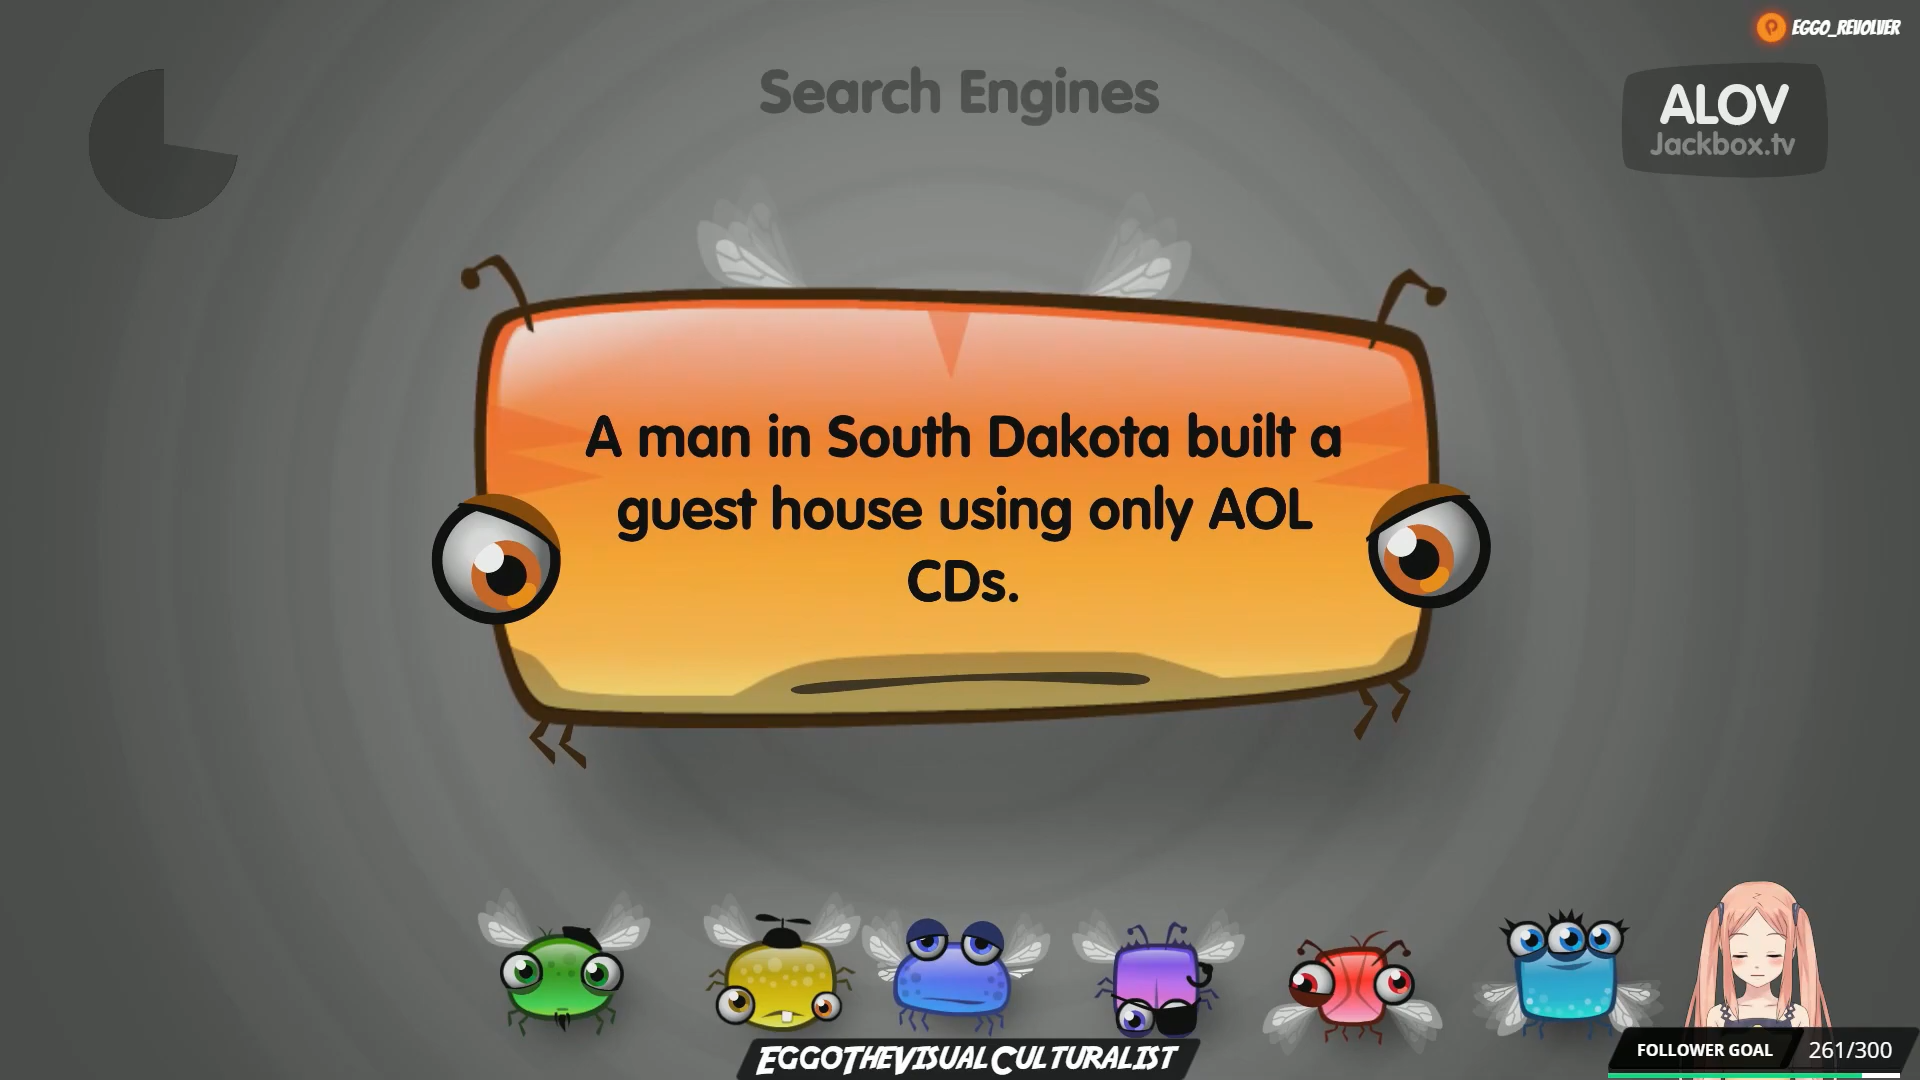 EGGO_REVOLVER
Search Engines
ALOV
Jackbox.tv
A man in South Dakota built a
guest house using only AOL
CDs.
EGGOTHEVISUALCULTURALIST
FOLLOWER GOAL 261/300